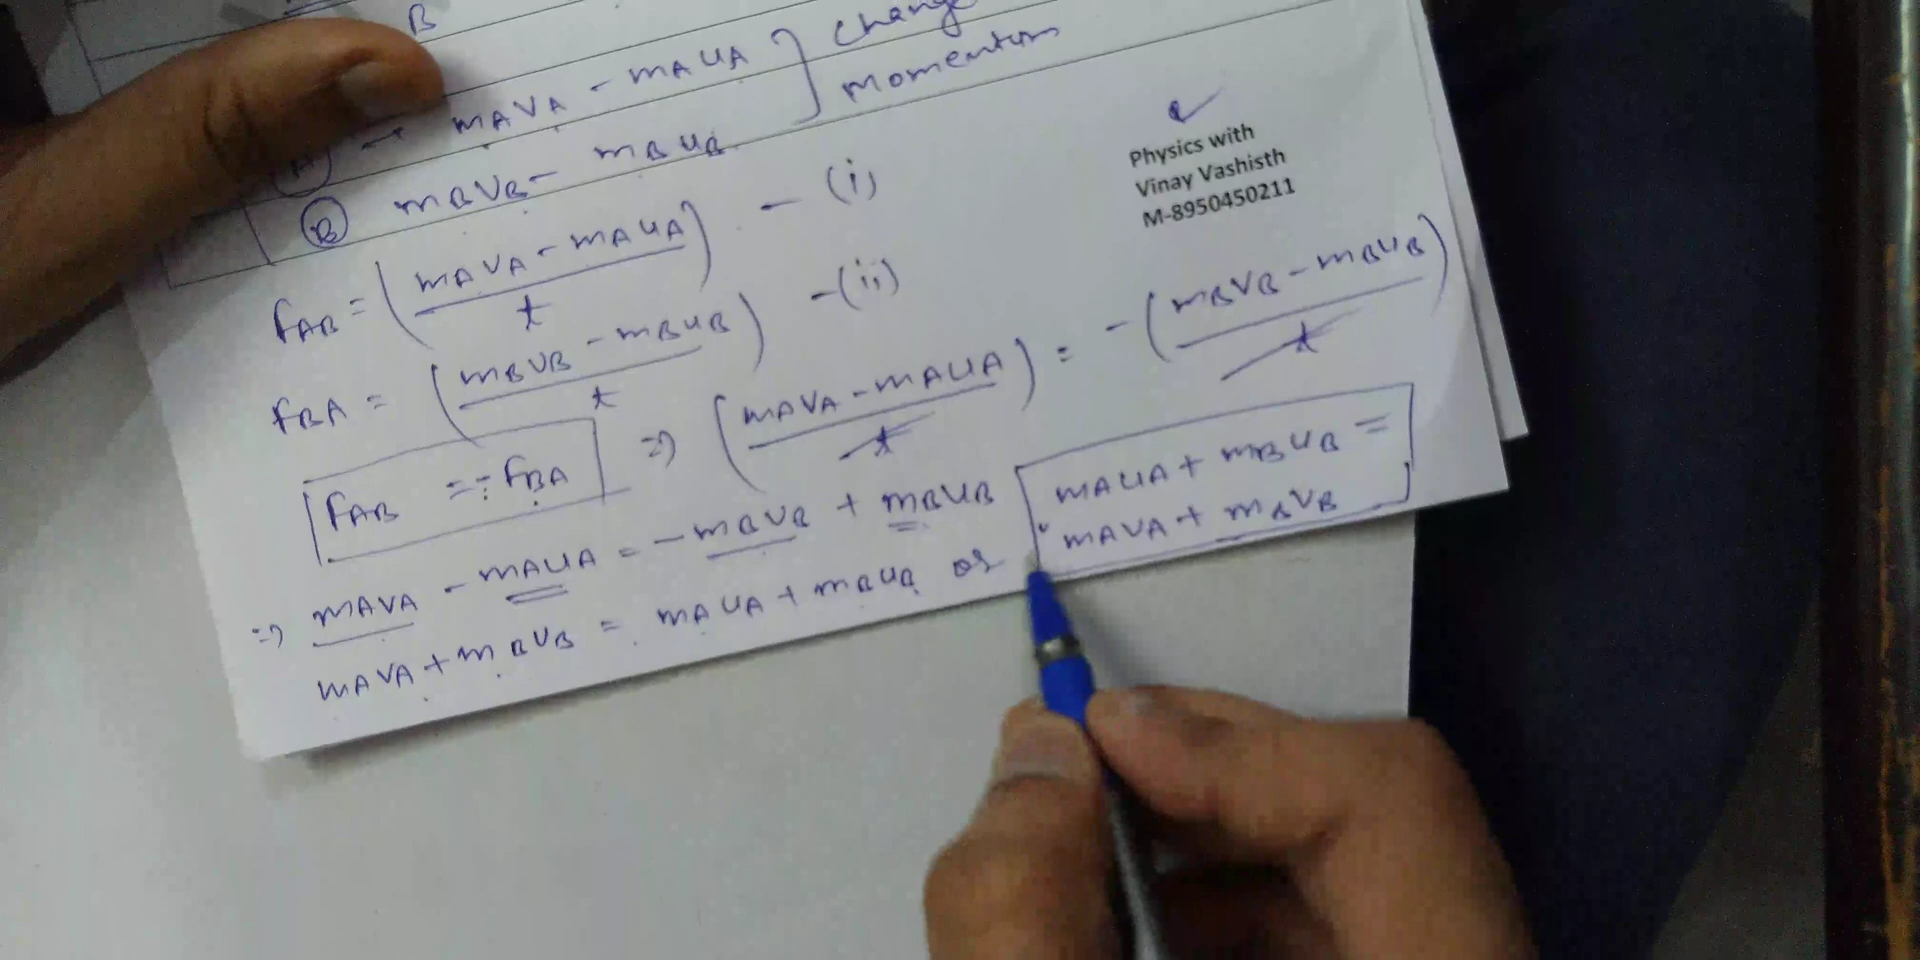 B
mAVA - mAUA } change
momentum
(B) mBVB - mBUB
Physics with
Vinay Vashisth
M-8950450211
FAB = (mAVA - mAUA / t) - (i)
FBA = (mBVB - mBUB / t) - (ii)
FAB = - FBA => (mAVA - mAUA / t) = - (mBVB - mBUB / t)
=> mAVA - mAUA = - mBVB + mBUB
mAVA + mBVB = mAUA + mBUB or
mAUA + mBUB =
mAVA + mBVB